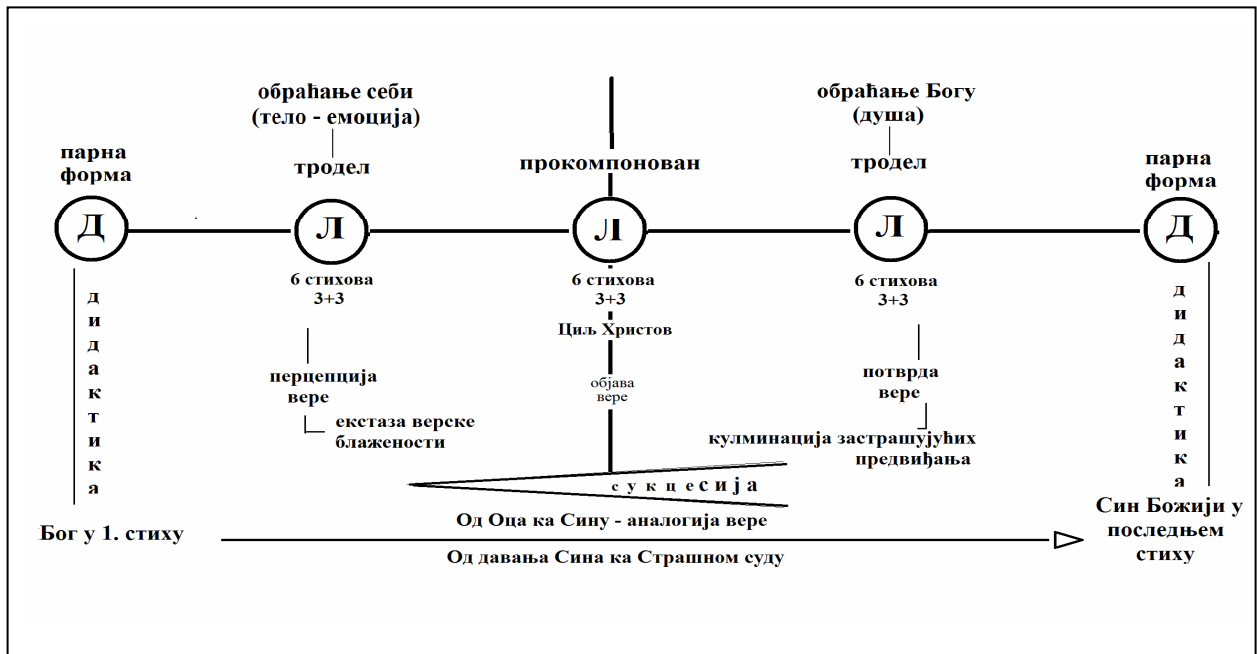 обраћање себи
(тело - емоција)
обраћање Богу
(душа)
парна
форма
тродел
прокомпонован
тродел
парна
форма
Д
Л
Л
Л
Д
6 стихова
3+3
6 стихова
3+3
6 стихова
3+3
Циљ Христов
дидактика
дидактика
перцепција
вере
објава
вере
потврда
вере
екстаза верске
блажености
кулминација застрашујућих
предвиђања
сукцесија
Од Оца ка Сину - аналогија вере
Бог у 1. стиху
Син Божији у
последњем
стиху
Од давања Сина ка Страшном суду